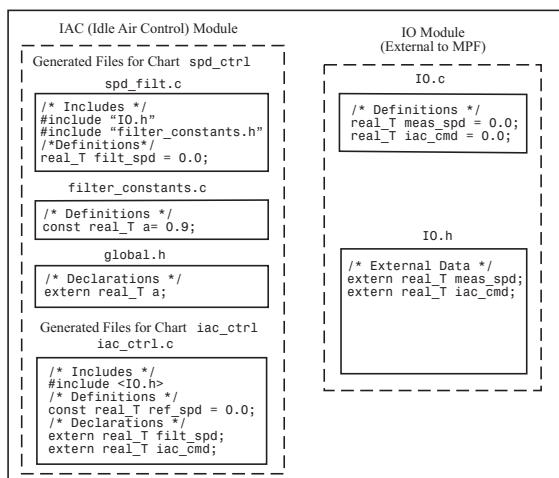 IAC (Idle Air Control) Module
Generated Files for Chart spd_ctrl
spd_filt.c
/* Includes */
#include "IO.h"
#include "filter_constants.h"
/*Definitions*/
real_T filt_spd = 0.0;
filter_constants.c
/* Definitions */
const real_T a= 0.9;
global.h
/* Declarations */
extern real_T a;
Generated Files for Chart iac_ctrl
iac_ctrl.c
/* Includes */
#include <IO.h>
/* Definitions */
const real_T ref_spd = 0.0;
/* Declarations */
extern real_T filt_spd;
extern real_T iac_cmd;
IO Module
(External to MPF)
IO.c
/* Definitions */
real_T meas_spd = 0.0;
real_T iac_cmd = 0.0;
IO.h
/* External Data */
extern real_T meas_spd;
extern real_T iac_cmd;